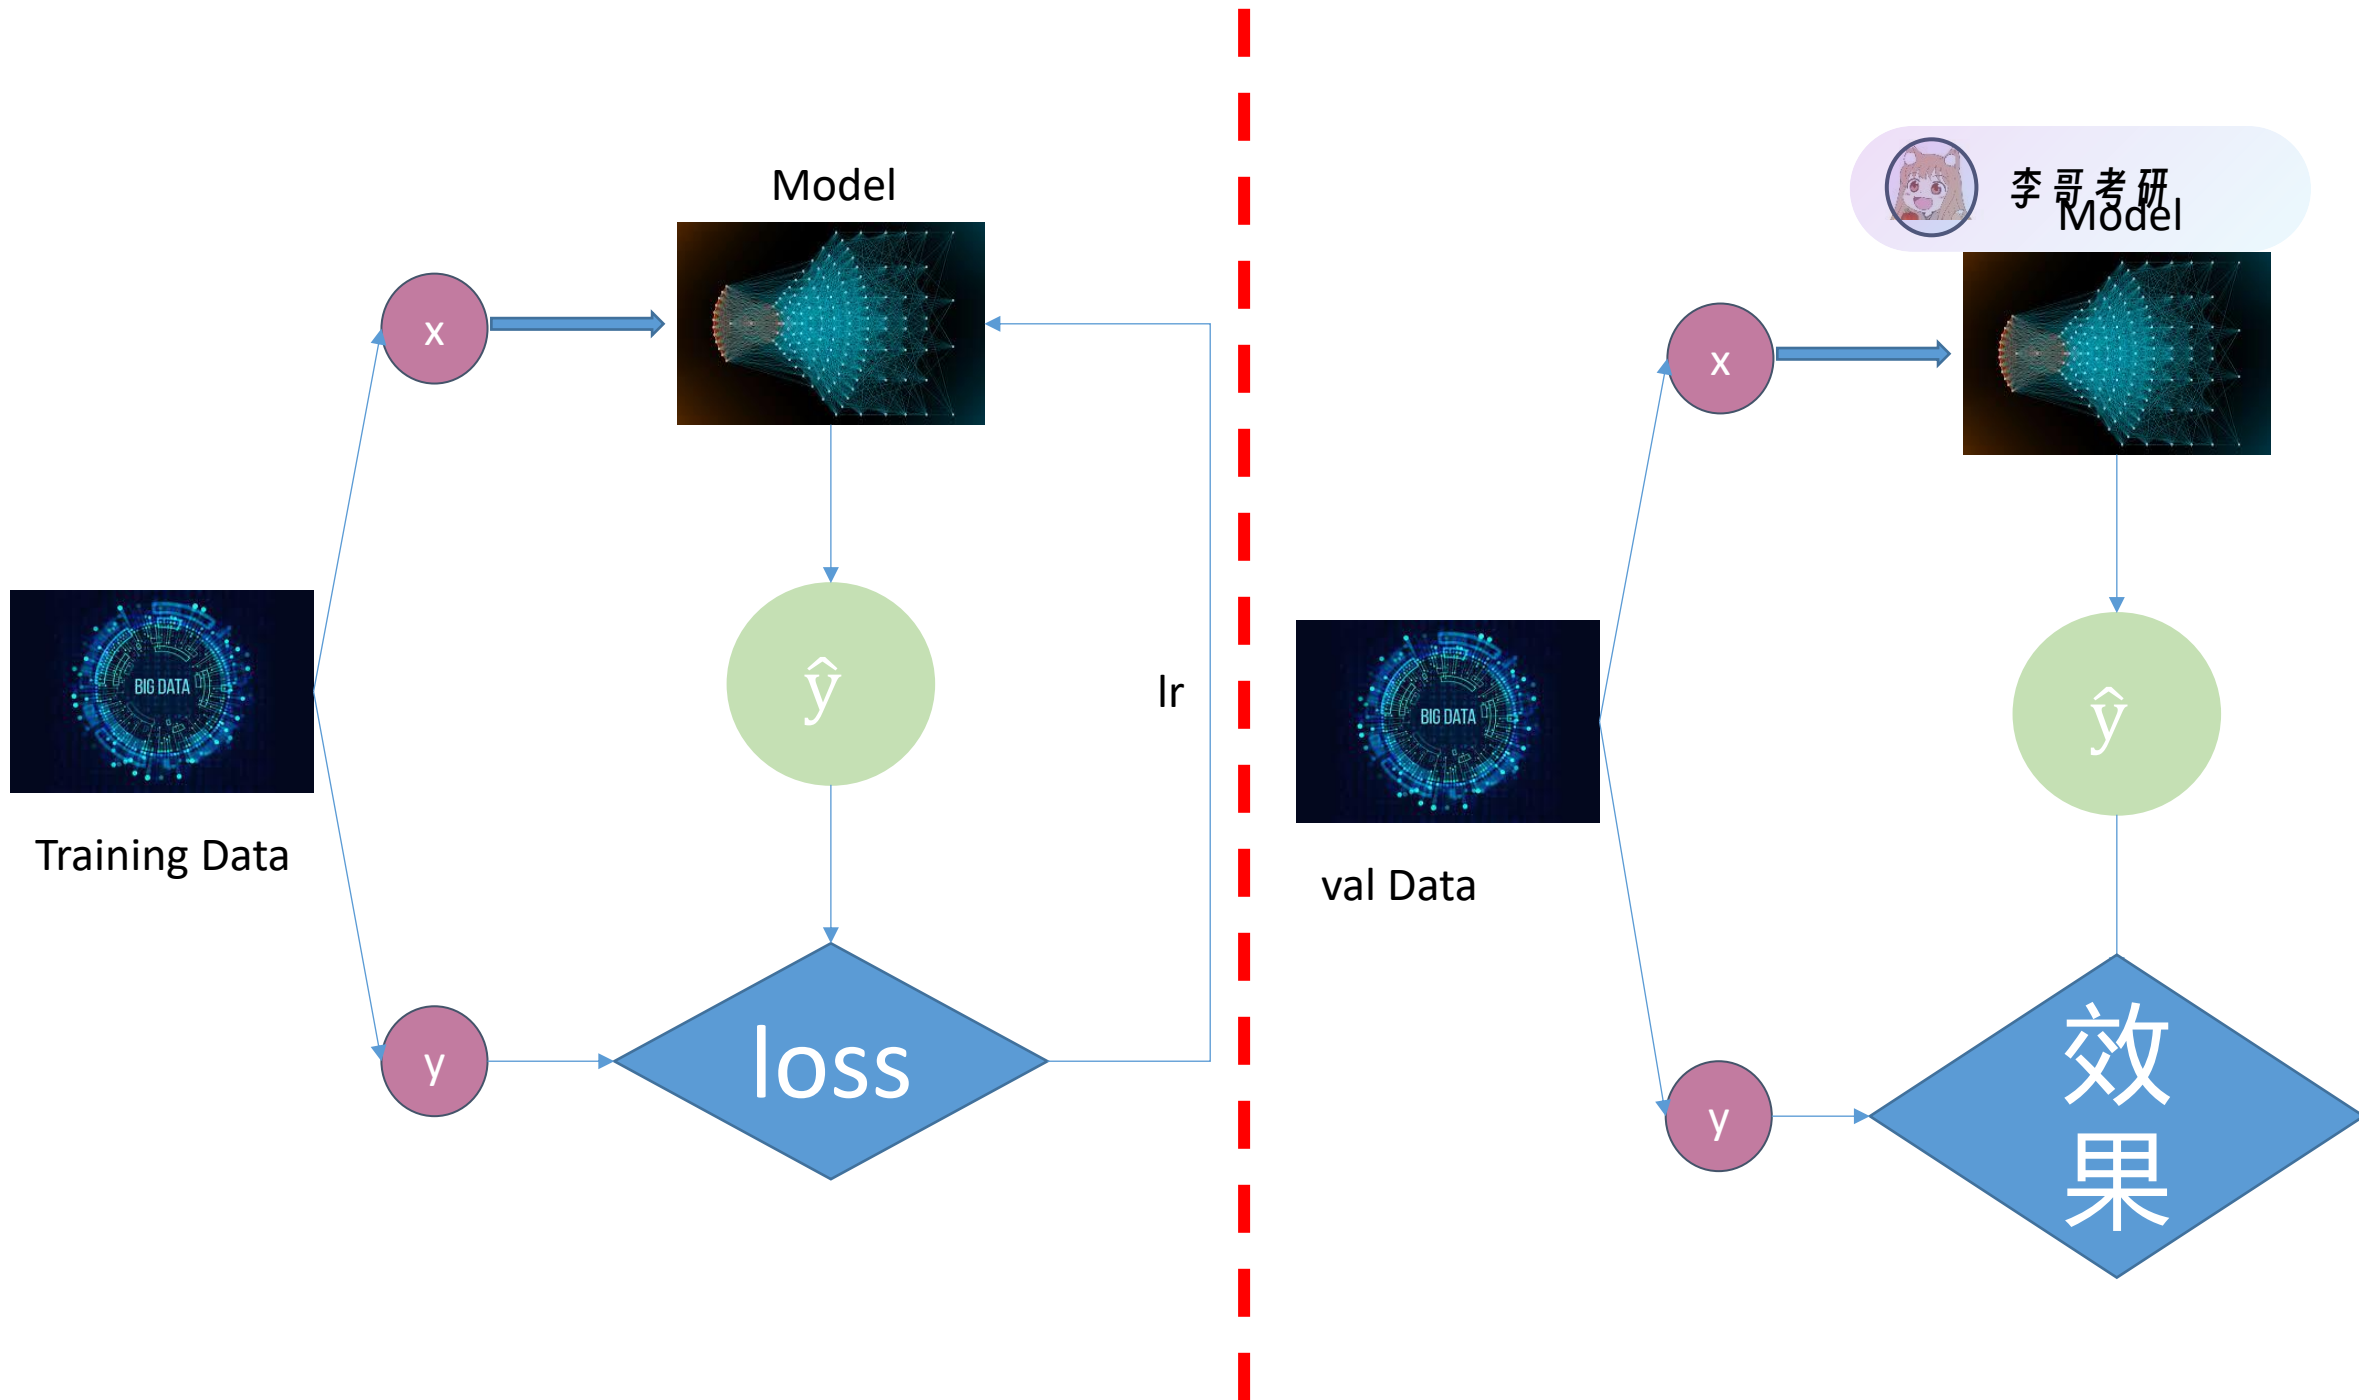 Model
x
BIG DATA
Training Data
ŷ
lr
y
loss
李哥考研
Model
x
BIG DATA
val Data
ŷ
y
效
果